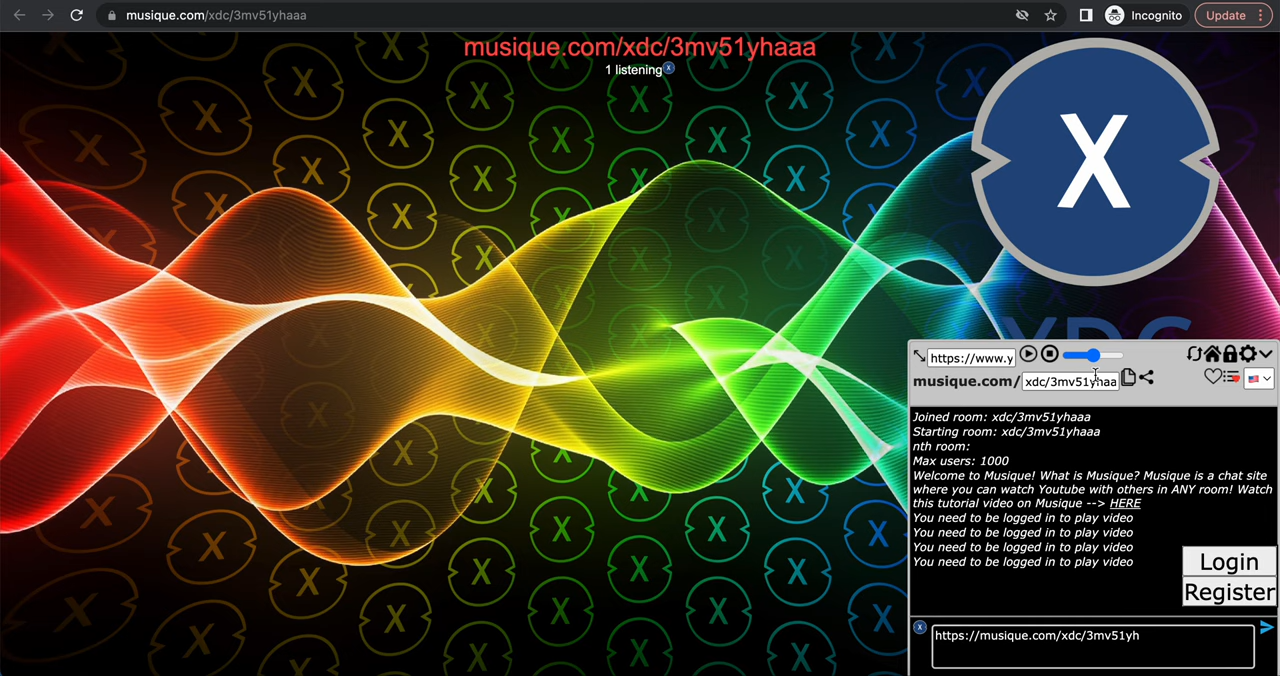 musique.com/xdc/3mv51yhaaa
Incognito
Update
musique.com/xdc/3mv51yhaaa
1 listening
X
XDC
https://www.y
musique.com/
xdc/3mv51yhaa
Joined room: xdc/3mv51yhaaa
Starting room: xdc/3mv51yhaaa
nth room:
Max users: 1000
Welcome to Musique! What is Musique? Musique is a chat site
where you can watch Youtube with others in ANY room! Watch
this tutorial video on Musique --> HERE
You need to be logged in to play video
You need to be logged in to play video
You need to be logged in to play video
You need to be logged in to play video
Login
Register
https://musique.com/xdc/3mv51yh